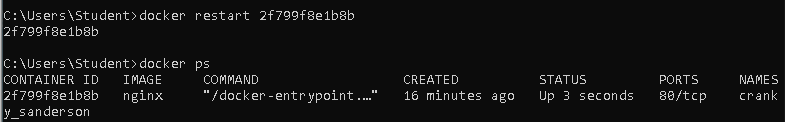 C:\Users\Student>docker restart 2f799f8e1b8b
2f799f8e1b8b
C:\Users\Student>docker ps
CONTAINER ID   IMAGE     COMMAND                  CREATED          STATUS         PORTS     NAMES
2f799f8e1b8b   nginx     "/docker-entrypoint.…"   16 minutes ago   Up 3 seconds   80/tcp    crank
y_sanderson